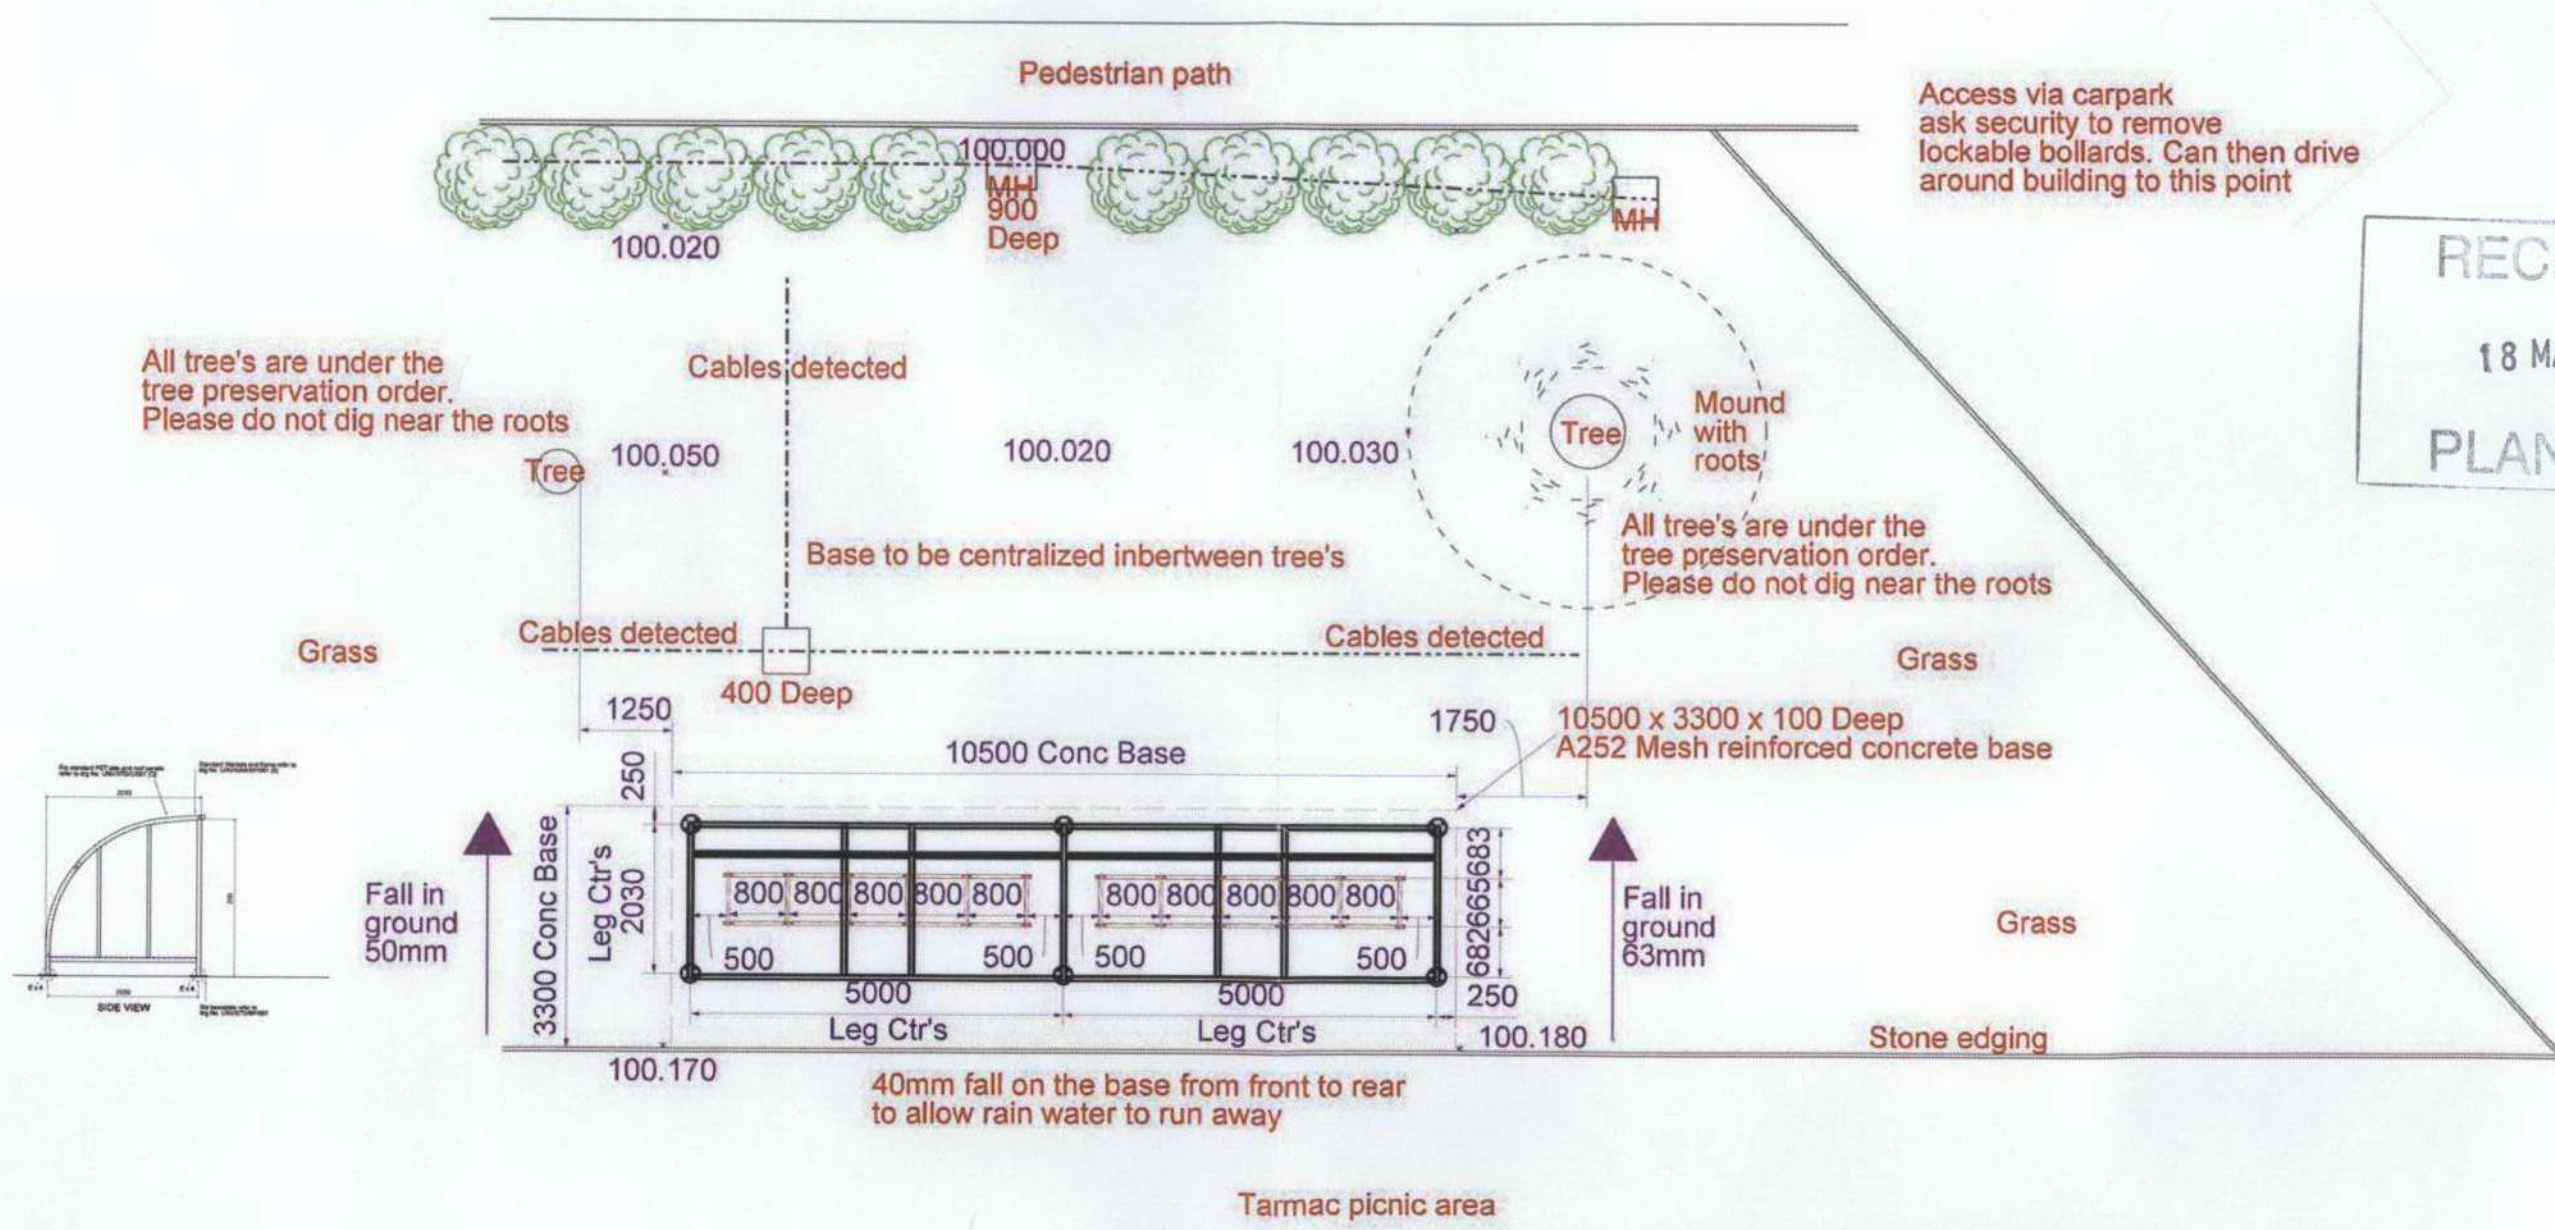 Pedestrian path
Access via carpark
ask security to remove
lockable bollards. Can then drive
around building to this point
100.000
MH
900
Deep
MH
100.020
18
All tree's are under the
tree preservation order.
Please do not dig near the roots
Cables detected
Tree
100.050
100.020
100.030
Tree
Mound
with
roots
All tree's are under the
tree preservation order.
Please do not dig near the roots
Base to be centralized inbertween tree's
Grass
Cables detected
Cables detected
Grass
400 Deep
1250
1750
10500 x 3300 x 100 Deep
A252 Mesh reinforced concrete base
10500 Conc Base
250
3300 Conc Base
Leg Ctr's
2030
Fall in
ground
50mm
800 800 800 800 800
800 800 800 800 800
500
500
500
500
683
665
682
250
Fall in
ground
63mm
Grass
5000
5000
Leg Ctr's
Leg Ctr's
SIDE VIEW
100.170
100.180
Stone edging
40mm fall on the base from front to rear
to allow rain water to run away
Tarmac picnic area